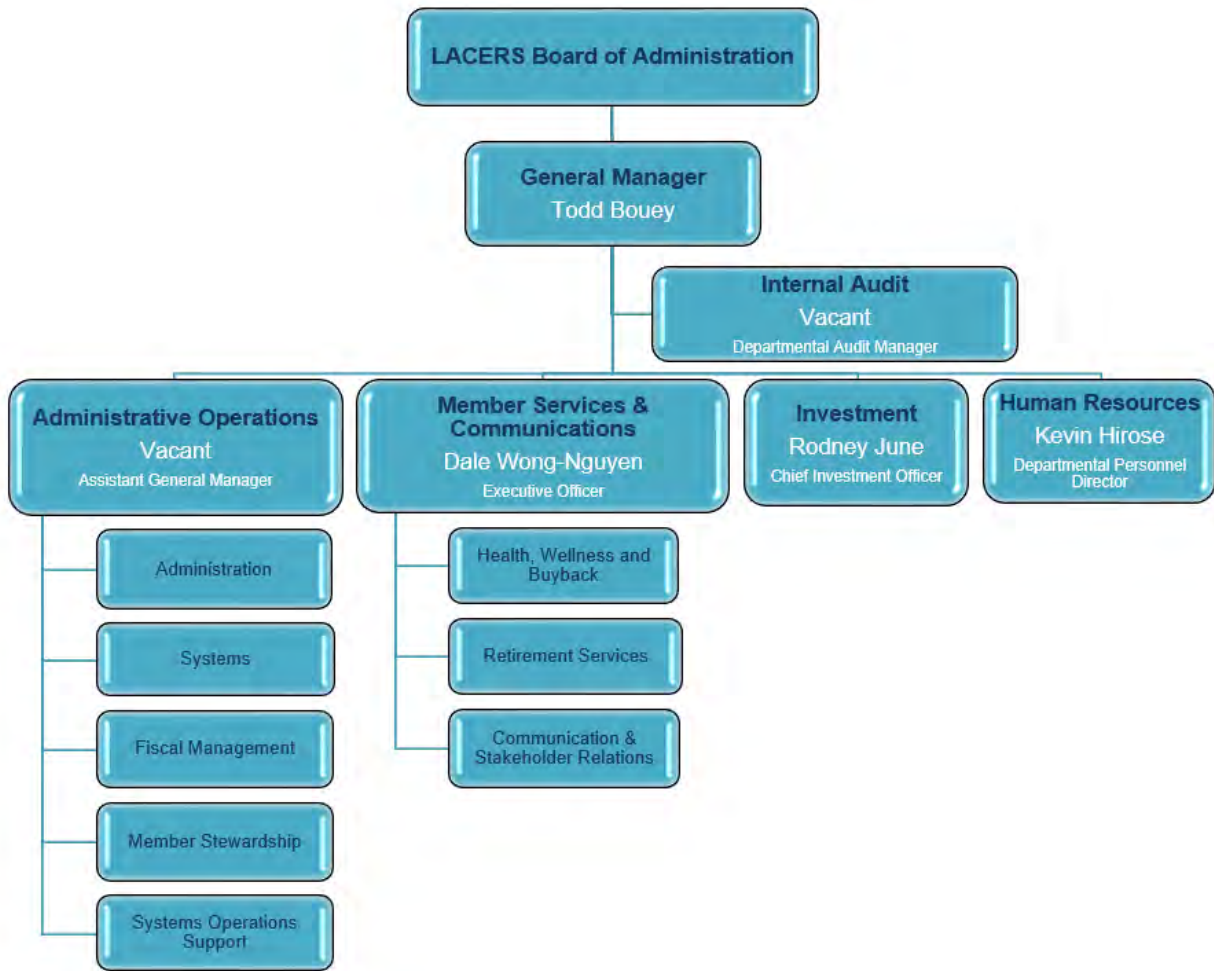 LACERS Board of Administration
General Manager
Todd Bouey
Internal Audit
Vacant
Departmental Audit Manager
Administrative Operations
Vacant
Assistant General Manager
Member Services &
Communications
Dale Wong-Nguyen
Executive Officer
Investment
Rodney June
Chief Investment Officer
Human Resources
Kevin Hirose
Departmental Personnel
Director
Administration
Systems
Fiscal Management
Member Stewardship
Systems Operations
Support
Health, Wellness and
Buyback
Retirement Services
Communication &
Stakeholder Relations